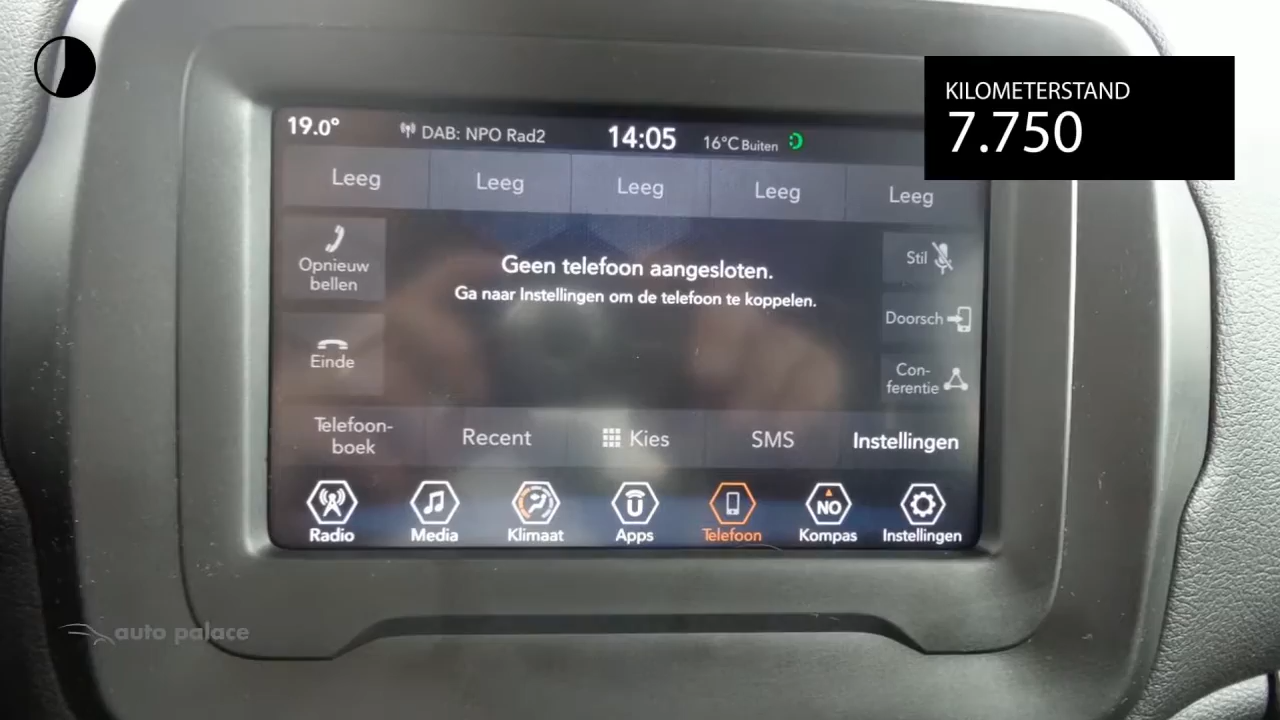 KILOMETERSTAND
7.750
19.0° DAB: NPO Rad2 14:05 16°C Buiten
Leeg Leeg Leeg Leeg Leeg
Opnieuw
bellen
Geen telefoon aangesloten.
Ga naar Instellingen om de telefoon te koppelen.
Stil
Doorsch
Einde
Con-
ferentie
Telefoon-
boek
Recent
Kies
SMS
Instellingen
U
NO
Radio Media Klimaat Apps Telefoon Kompas Instellingen
auto palace